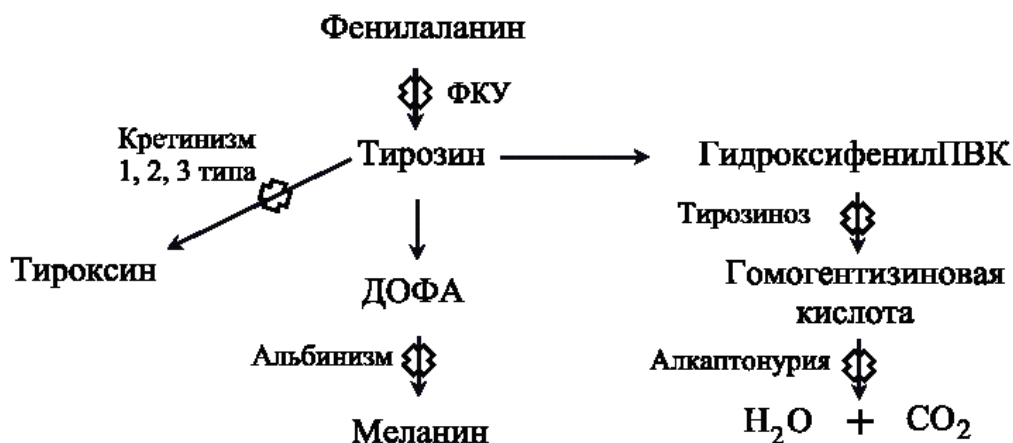 Фенилаланин
ФКУ
Кретинизм
1, 2, 3 типа
Тирозин
ГидроксифенилПВК
Тирозиноз
Тироксин
ДОФА
Гомогентизиновая
кислота
Альбинизм
Алкаптонурия
Меланин
H₂O + CO₂